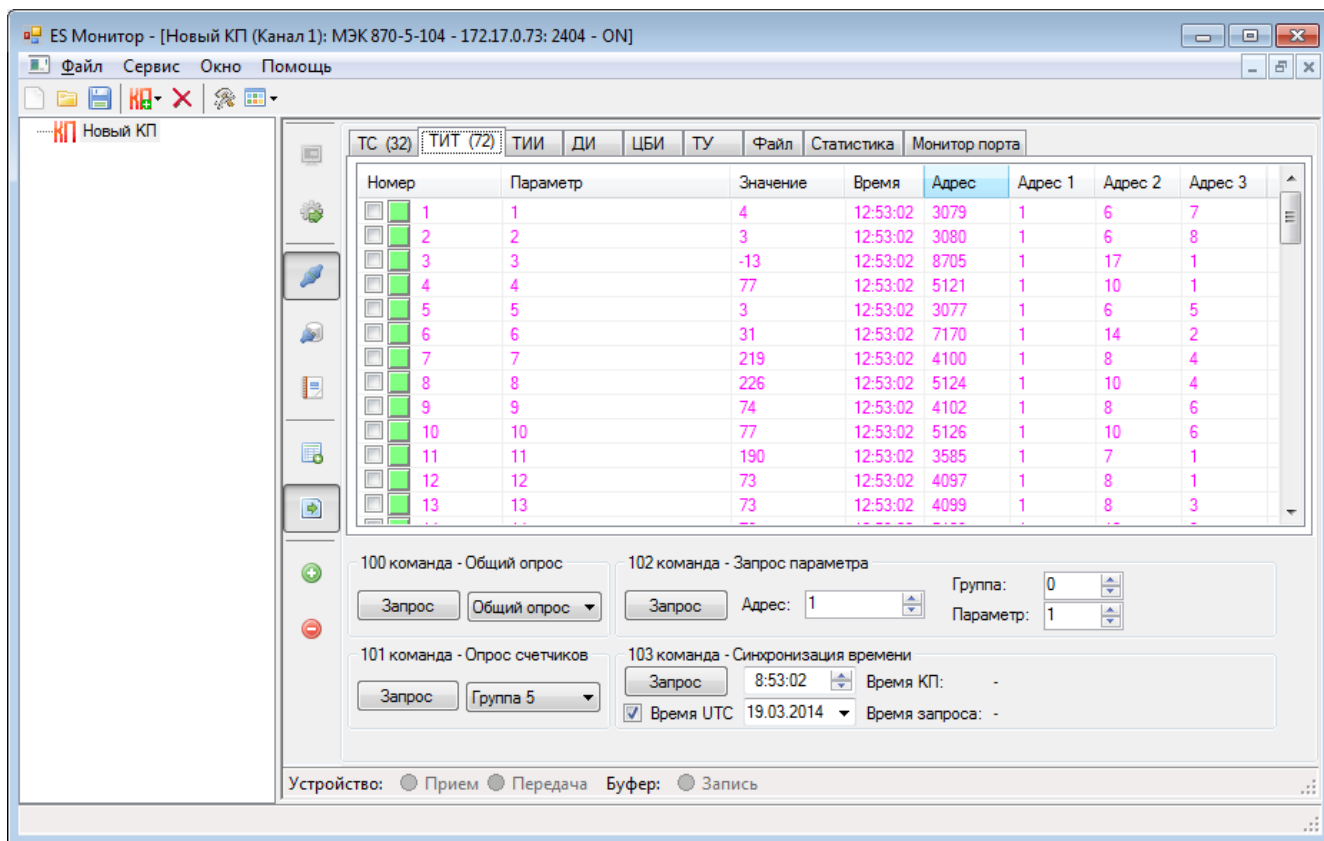 ES Монитор - [Новый КП (Канал 1): МЭК 870-5-104 - 172.17.0.73: 2404 - ON]
Файл Сервис Окно Помощь
КП
КП Новый КП
ТС (32) ТИТ (72) ТИИ ДИ ЦБИ ТУ Файл Статистика Монитор порта
Номер Параметр Значение Время Адрес Адрес 1 Адрес 2 Адрес 3
1 1 4 12:53:02 3079 1 6 7
2 2 3 12:53:02 3080 1 6 8
3 3 -13 12:53:02 8705 1 17 1
4 4 77 12:53:02 5121 1 10 1
5 5 3 12:53:02 3077 1 6 5
6 6 31 12:53:02 7170 1 14 2
7 7 219 12:53:02 4100 1 8 4
8 8 226 12:53:02 5124 1 10 4
9 9 74 12:53:02 4102 1 8 6
10 10 77 12:53:02 5126 1 10 6
11 11 190 12:53:02 3585 1 7 1
12 12 73 12:53:02 4097 1 8 1
13 13 73 12:53:02 4099 1 8 3
100 команда - Общий опрос
Запрос Общий опрос
102 команда - Запрос параметра
Запрос Адрес: 1
Группа: 0
Параметр: 1
101 команда - Опрос счетчиков
Запрос Группа 5
103 команда - Синхронизация времени
Запрос 8:53:02 Время КП: -
Время UTC 19.03.2014 Время запроса: -
Устройство: Прием Передача Буфер: Запись